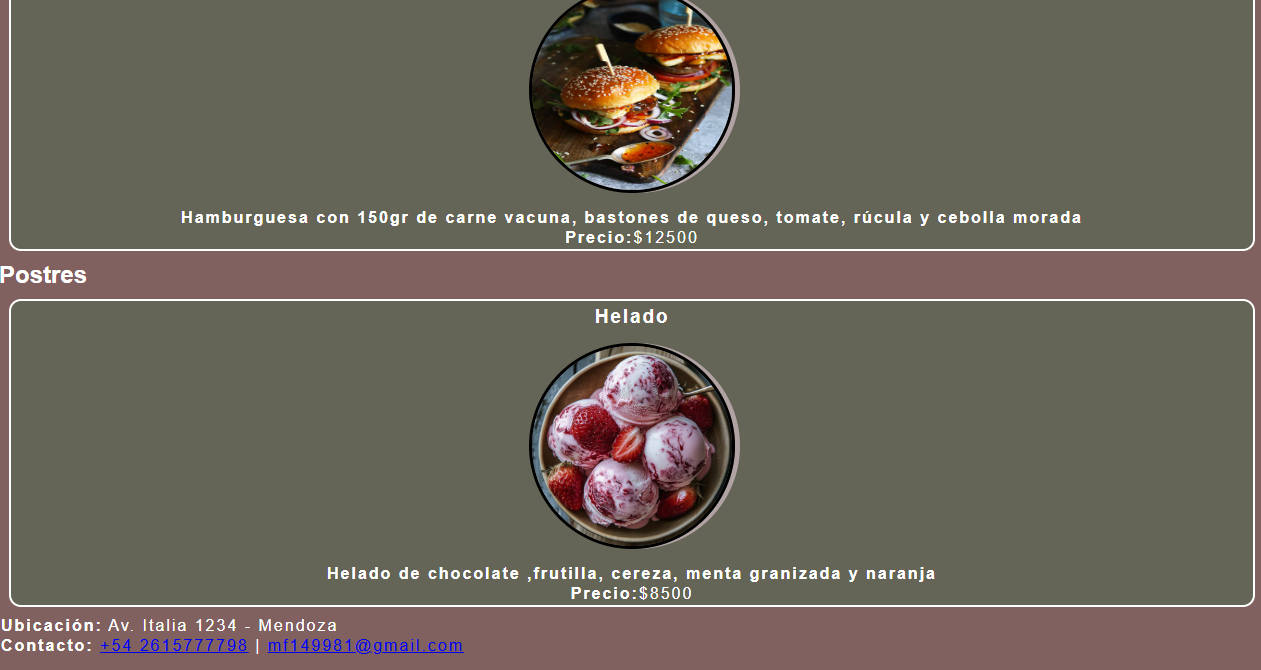 Hamburguesa con 150gr de carne vacuna, bastones de queso, tomate, rúcula y cebolla morada
Precio:$12500
Postres
Helado
Helado de chocolate ,frutilla, cereza, menta granizada y naranja
Precio:$8500
Ubicación: Av. Italia 1234 - Mendoza
Contacto: +54 2615777798 | mf149981@gmail.com